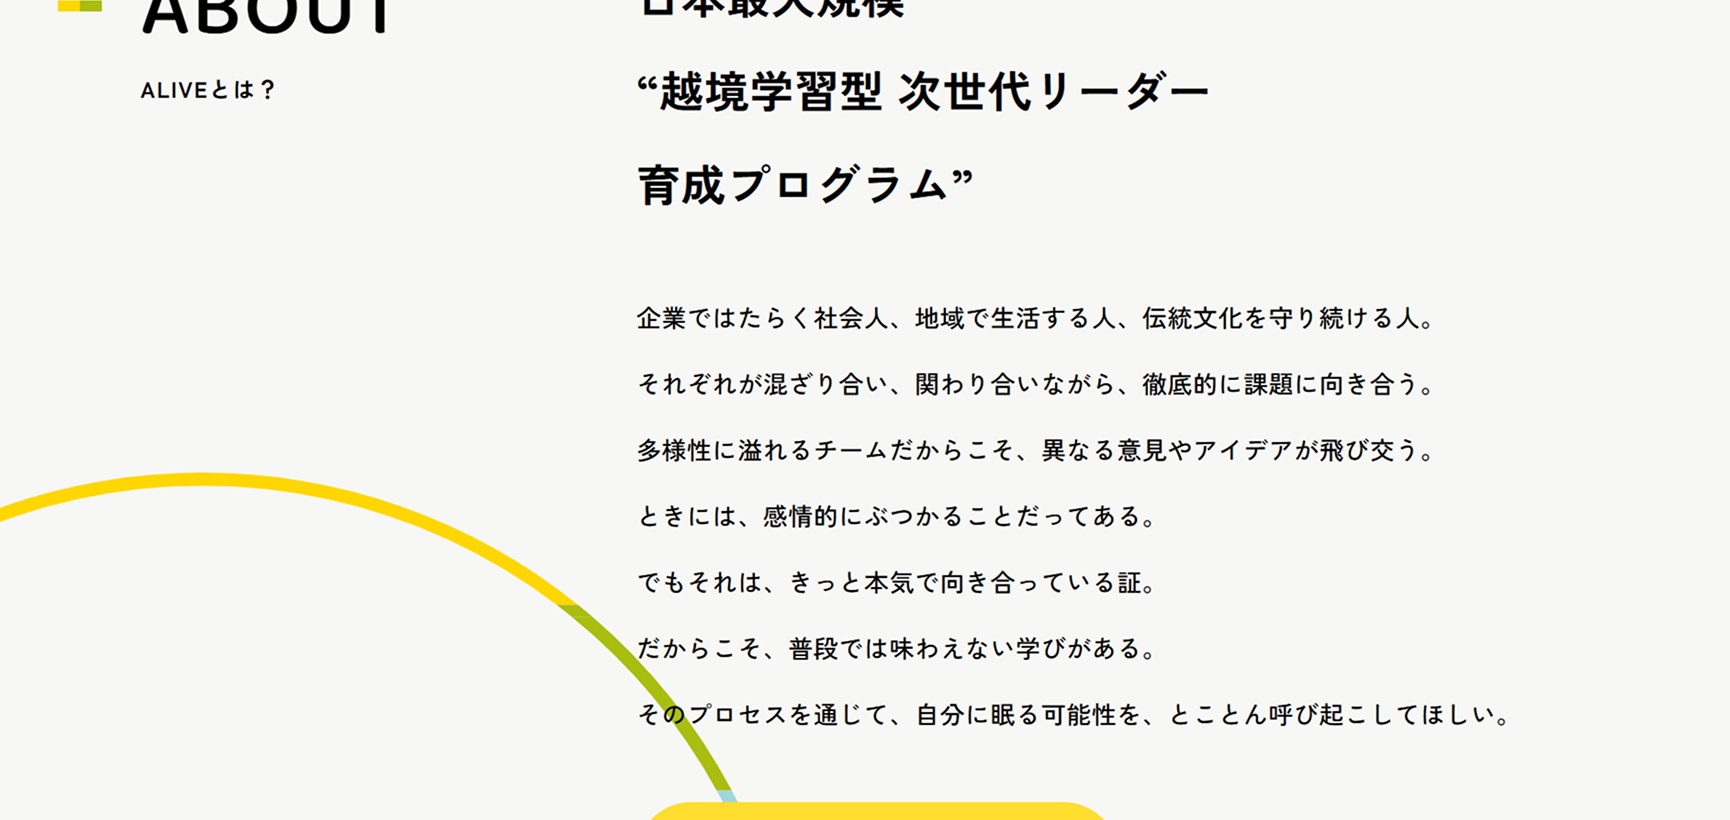 ABOUT
ALIVEとは？
日本最大規模
“越境学習型 次世代リーダー
育成プログラム”
企業ではたらく社会人、地域で生活する人、伝統文化を守り続ける人。
それぞれが混ざり合い、関わり合いながら、徹底的に課題に向き合う。
多様性に溢れるチームだからこそ、異なる意見やアイデアが飛び交う。
ときには、感情的にぶつかることだってある。
でもそれは、きっと本気で向き合っている証。
だからこそ、普段では味わえない学びがある。
そのプロセスを通じて、自分に眠る可能性を、とことん呼び起こしてほしい。